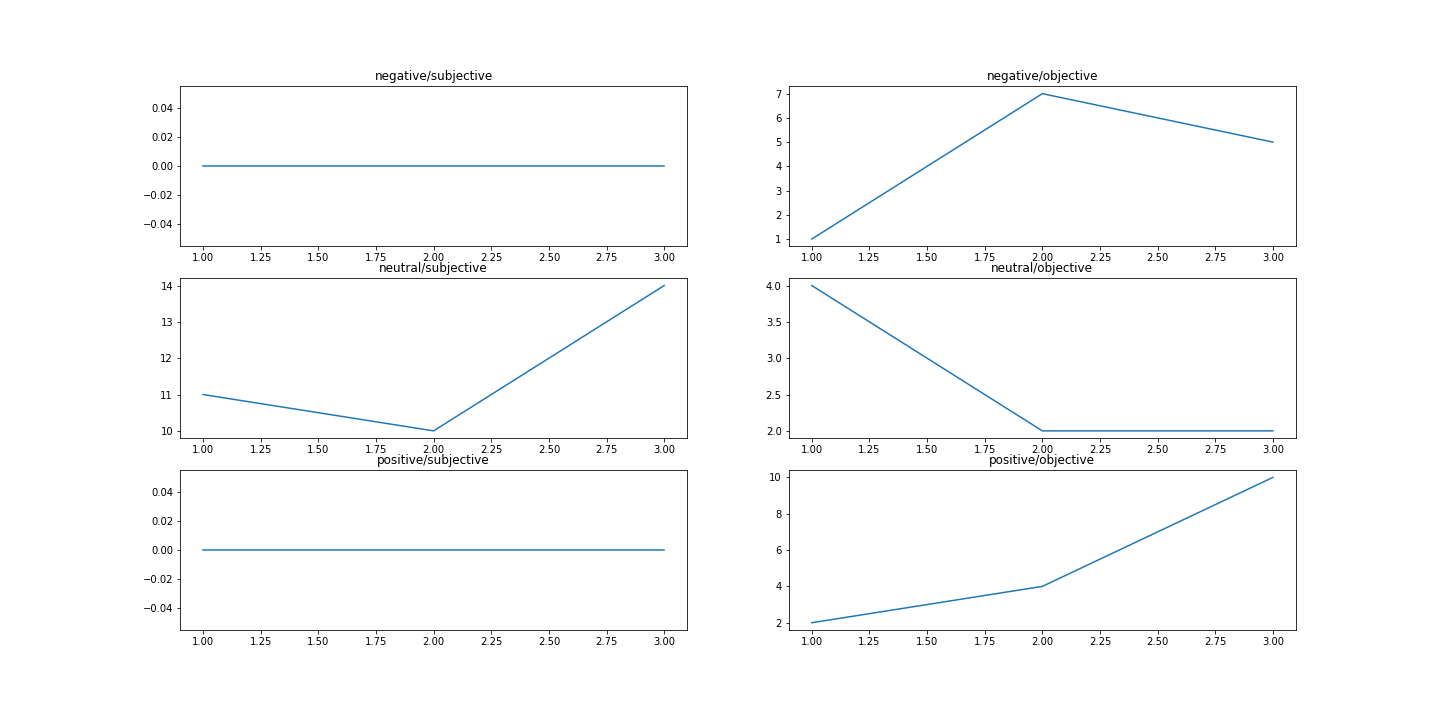 negative/subjective
0.04
0.02
0.00
−0.02
−0.04
1.00 1.25 1.50 1.75 2.00 2.25 2.50 2.75 3.00
negative/objective
7
6
5
4
3
2
1
1.00 1.25 1.50 1.75 2.00 2.25 2.50 2.75 3.00
neutral/subjective
14
13
12
11
10
1.00 1.25 1.50 1.75 2.00 2.25 2.50 2.75 3.00
neutral/objective
4.0
3.5
3.0
2.5
2.0
1.00 1.25 1.50 1.75 2.00 2.25 2.50 2.75 3.00
positive/subjective
0.04
0.02
0.00
−0.02
−0.04
1.00 1.25 1.50 1.75 2.00 2.25 2.50 2.75 3.00
positive/objective
10
8
6
4
2
1.00 1.25 1.50 1.75 2.00 2.25 2.50 2.75 3.00